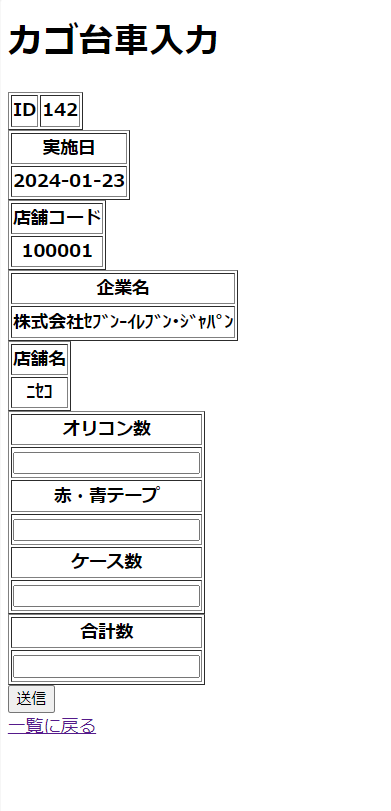 カゴ台車入力
ID 142
実施日
2024-01-23
店舗コード
100001
企業名
株式会社ｾﾌﾞﾝｰｲﾚﾌﾞﾝ･ｼﾞｬﾊﾟﾝ
店舗名
ﾆｾｺ
オリコン数
赤・青テープ
ケース数
合計数
送信
一覧に戻る